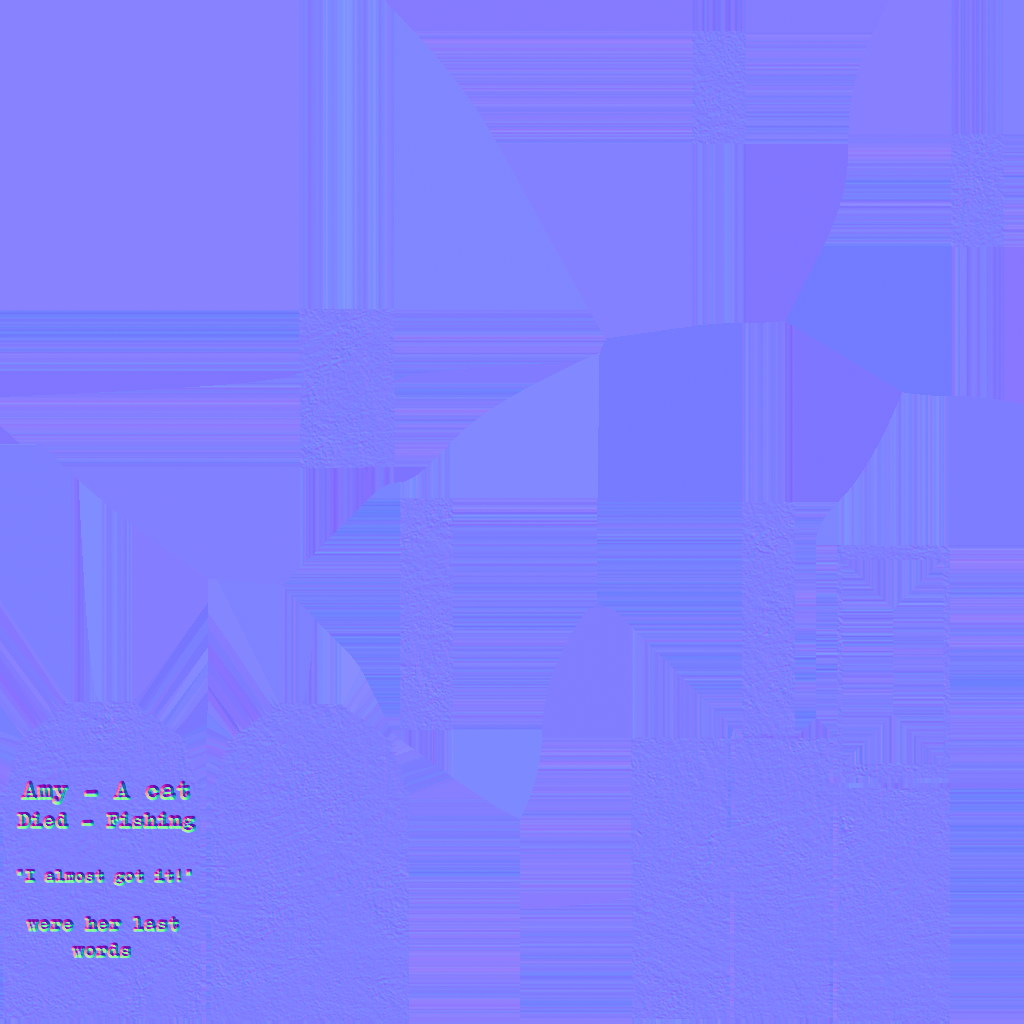 Amy - A cat
Died - Fishing
"I almost got it!"
were her last
words